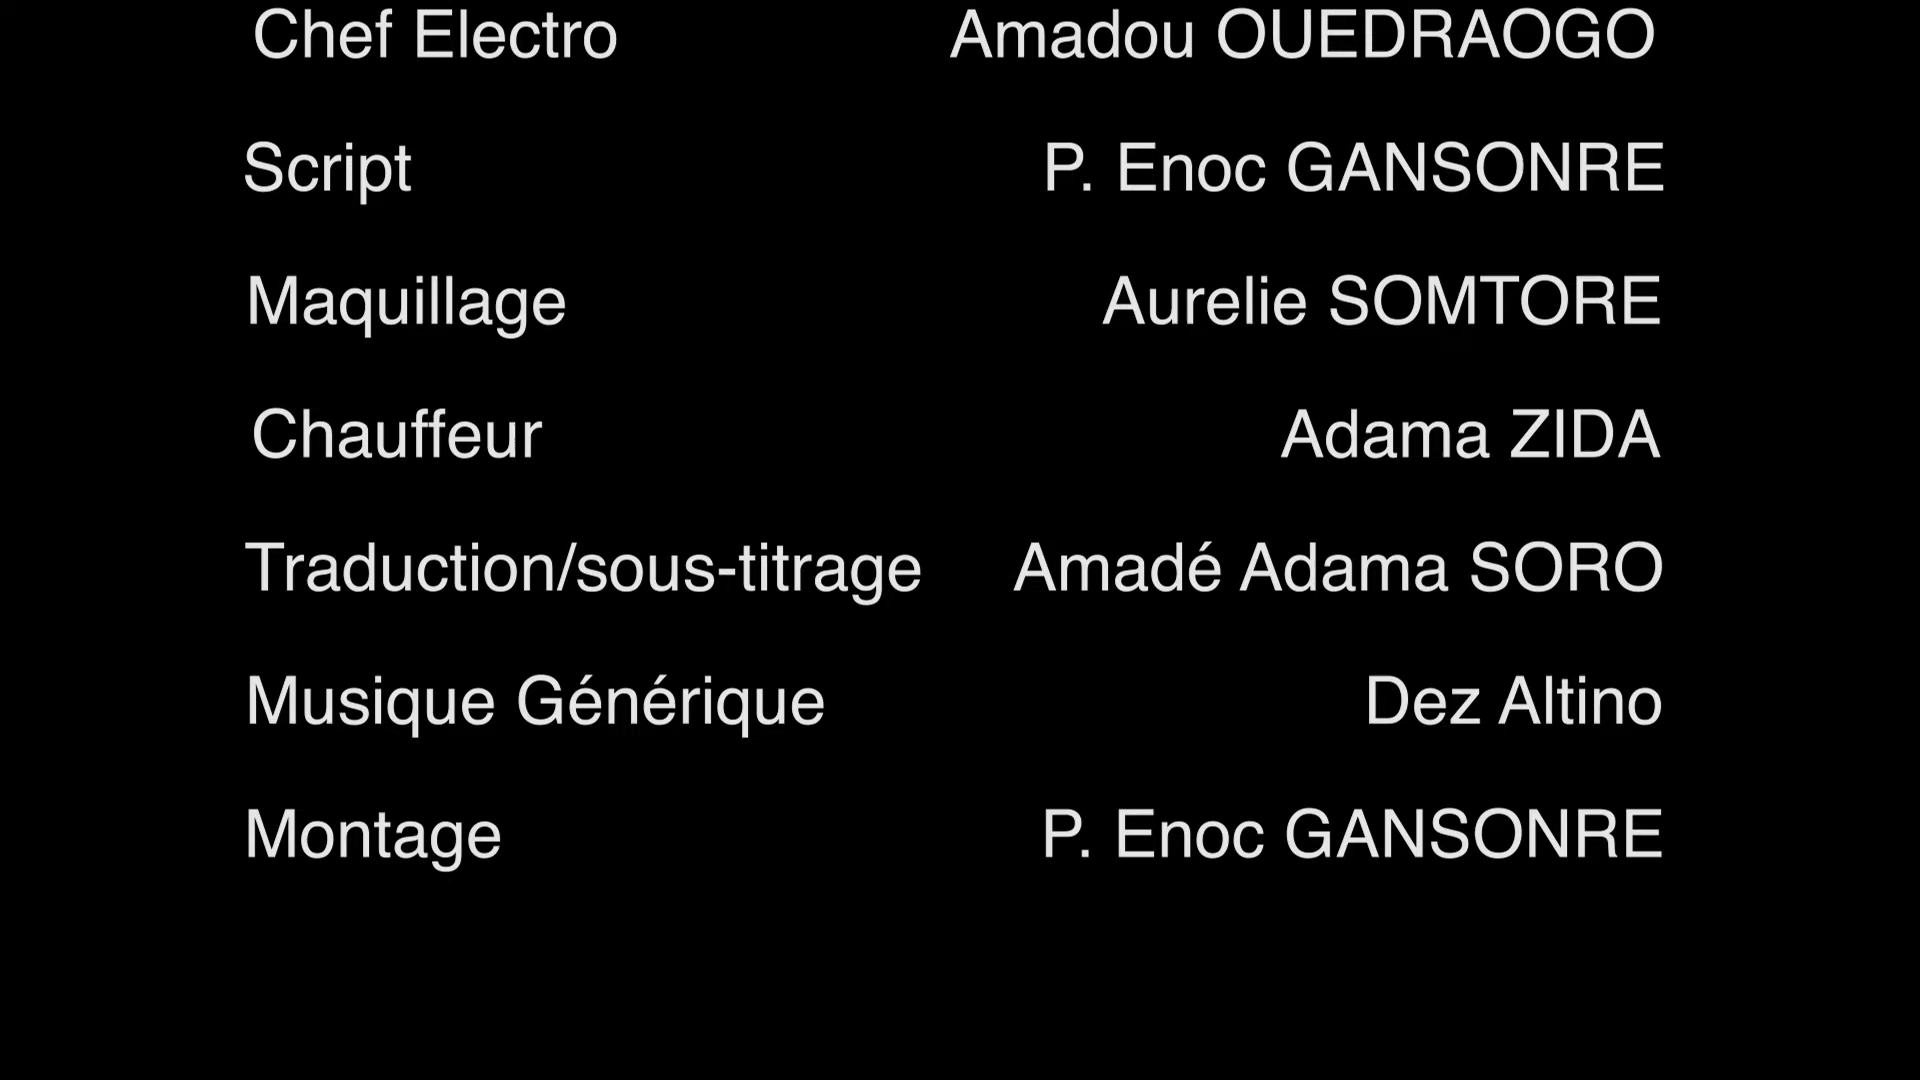 Chef Electro Amadou OUEDRAOGO
Script P. Enoc GANSONRE
Maquillage Aurelie SOMTORE
Chauffeur Adama ZIDA
Traduction/sous-titrage Amadé Adama SORO
Musique Générique Dez Altino
Montage P. Enoc GANSONRE